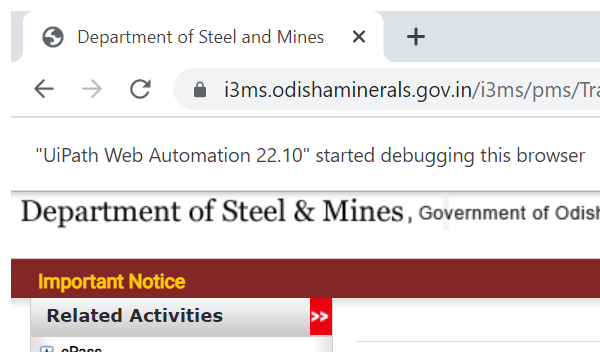 Department of Steel and Mines
i3ms.odishaminerals.gov.in/i3ms/pms/Tra
"UiPath Web Automation 22.10" started debugging this browser
Department of Steel & Mines, Government of Odish
Important Notice
Related Activities >>
ePass